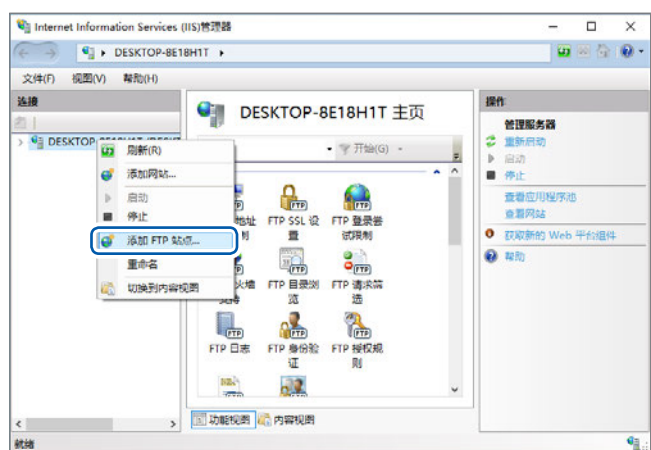 Internet Information Services (IIS)管理器
DESKTOP-8E18H1T
文件(F) 视图(V) 帮助(H)
连接
DESKTOP-8E18H1T
刷新(R)
添加网站...
启动
停止
添加 FTP 站点...
重命名
切换到内容视图
DESKTOP-8E18H1T 主页
开始(G)
FTP SSL 设置
FTP 登录尝试限制
火墙
FTP 目录浏览
FTP 请求筛选
FTP 日志
FTP 身份验证
FTP 授权规则
功能视图
内容视图
操作
管理服务器
重新启动
启动
停止
查看应用程序池
查看网站
获取新的 Web 平台组件
帮助
就绪